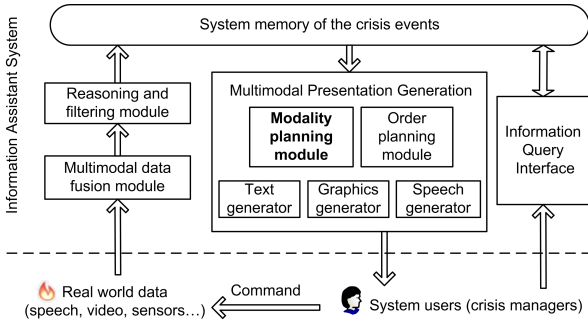 System memory of the crisis events
Information Assistant System
Reasoning and
filtering module
Multimodal data
fusion module
Multimodal Presentation Generation
Modality
planning
module
Order
planning
module
Text
generator
Graphics
generator
Speech
generator
Information
Query
Interface
Real world data
(speech, video, sensors…)
Command
System users (crisis managers)